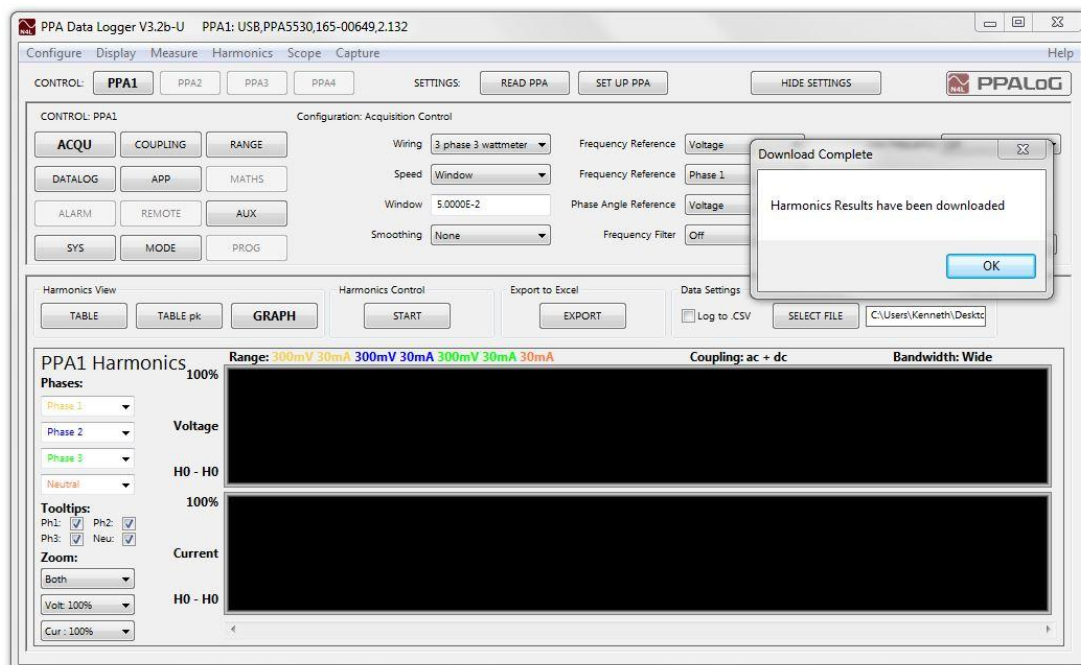 PPA Data Logger V3.2b-U PPA1: USB,PPA5530,165-00649,2.132
Configure Display Measure Harmonics Scope Capture Help
CONTROL: PPA1 PPA2 PPA3 PPA4 SETTINGS: READ PPA SET UP PPA HIDE SETTINGS N4L PPALoG
CONTROL: PPA1 Configuration: Acquisition Control
ACQU COUPLING RANGE Wiring 3 phase 3 wattmeter Frequency Reference Voltage
Download Complete
DATALOG APP MATHS Speed Window Frequency Reference Phase 1
ALARM REMOTE AUX Window 5.0000E-2 Phase Angle Reference Voltage
Harmonics Results have been downloaded
SYS MODE PROG Smoothing None Frequency Filter Off
OK
Harmonics View Harmonics Control Export to Excel Data Settings
TABLE TABLE pk GRAPH START EXPORT Log to .CSV SELECT FILE C:\Users\Kenneth\Desktc
PPA1 Harmonics Range: 300mV 30mA 300mV 30mA 300mV 30mA 30mA Coupling: ac + dc Bandwidth: Wide
100%
Phases:
Phase 1
Phase 2 Voltage
Phase 3
H0 - H0
Neutral
100%
Tooltips:
Ph1: Ph2:
Ph3: Neu:
Zoom: Current
Both
Volt: 100% H0 - H0
Cur : 100%